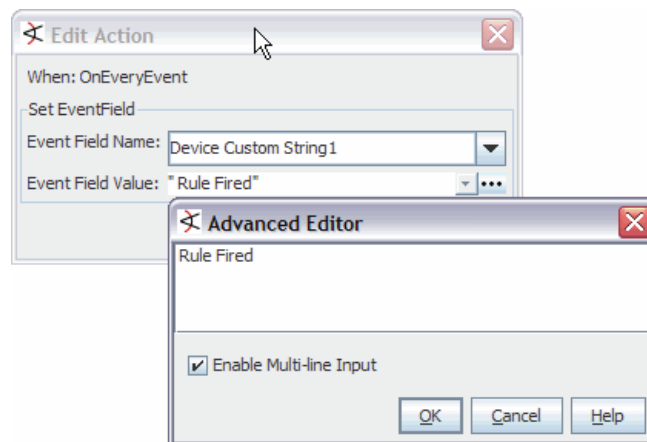 Edit Action
When: OnEveryEvent
Set EventField
Event Field Name: Device Custom String1
Event Field Value: " Rule Fired"
Advanced Editor
Rule Fired
Enable Multi-line Input
OK Cancel Help